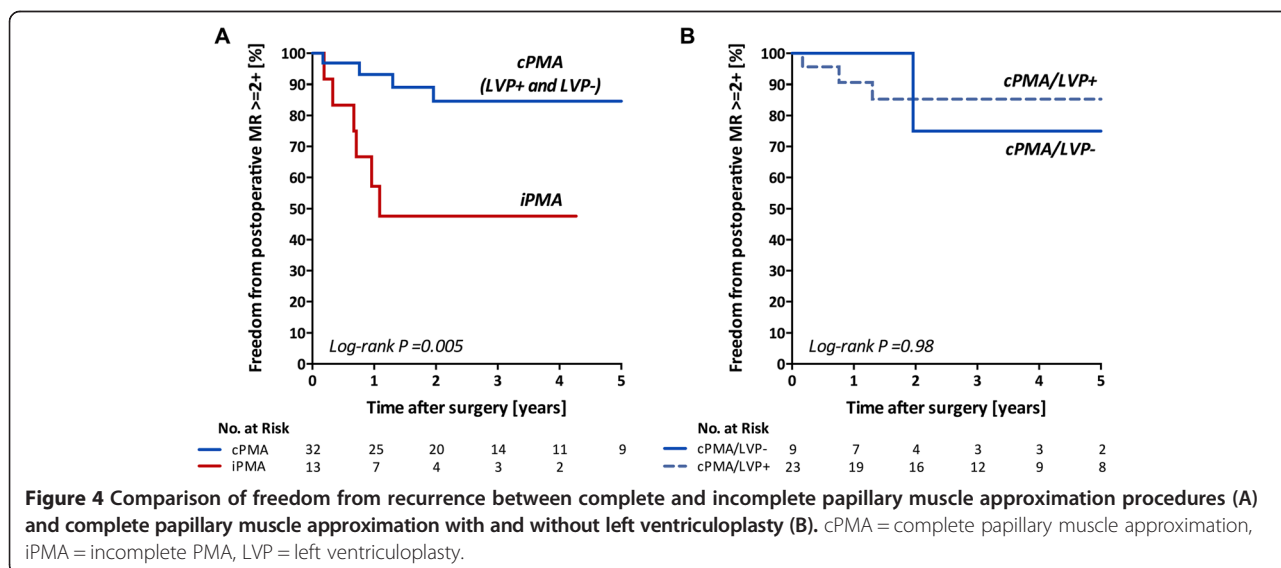 A
Freedom from postoperative MR >=2+ [%]
100
90
80
70
60
50
40
30
20
10
0
cPMA
(LVP+ and LVP-)
iPMA
Log-rank P =0.005
0 1 2 3 4 5
Time after surgery [years]
No. at Risk
cPMA 32 25 20 14 11 9
iPMA 13 7 4 3 2
B
Freedom from postoperative MR >=2+ [%]
100
90
80
70
60
50
40
30
20
10
0
cPMA/LVP+
cPMA/LVP-
Log-rank P =0.98
0 1 2 3 4 5
Time after surgery [years]
No. at Risk
cPMA/LVP- 9 7 4 3 3 2
cPMA/LVP+ 23 19 16 12 9 8
Figure 4 Comparison of freedom from recurrence between complete and incomplete papillary muscle approximation procedures (A)
and complete papillary muscle approximation with and without left ventriculoplasty (B). cPMA = complete papillary muscle approximation,
iPMA = incomplete PMA, LVP = left ventriculoplasty.